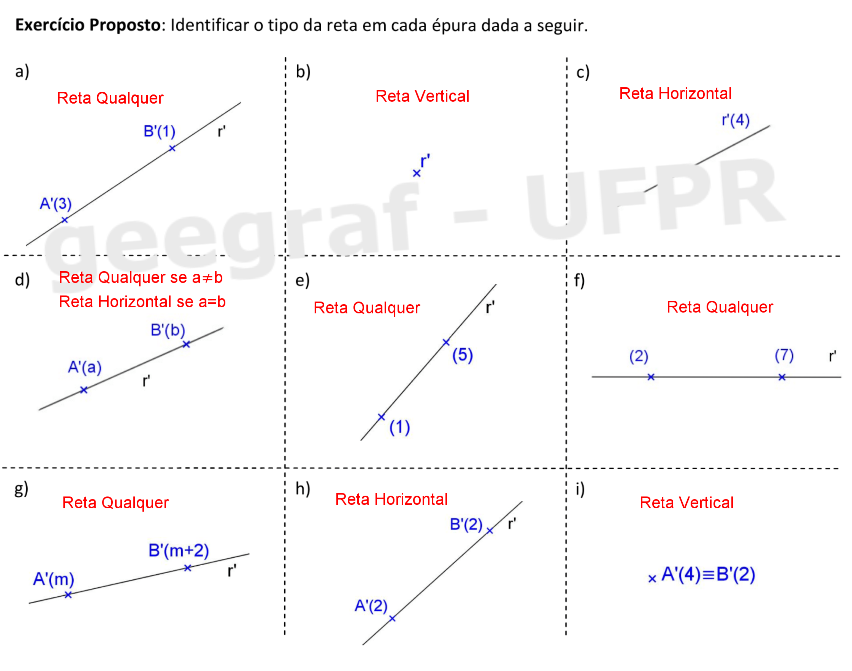 Exercício Proposto: Identificar o tipo da reta em cada épura dada a seguir.
a)
Reta Qualquer
B'(1)
r'
A'(3)
b)
Reta Vertical
r'
c)
Reta Horizontal
r'(4)
geegraf - UFPR
d)
Reta Qualquer se a≠b
Reta Horizontal se a=b
B'(b)
A'(a)
r'
e)
Reta Qualquer
r'
(5)
(1)
f)
Reta Qualquer
(2) (7) r'
g)
Reta Qualquer
B'(m+2)
A'(m)
r'
h)
Reta Horizontal
B'(2) r'
A'(2)
i)
Reta Vertical
A'(4)≡B'(2)